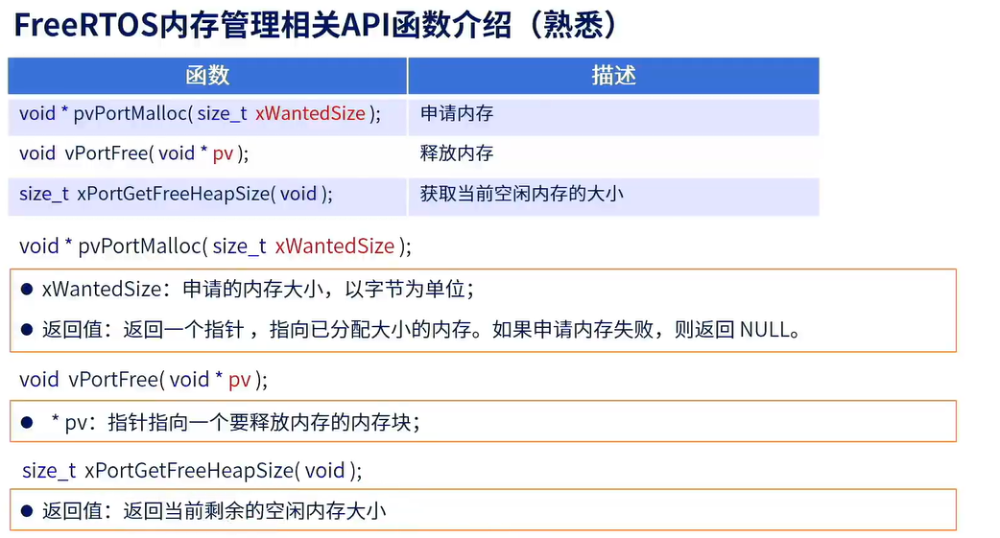 FreeRTOS内存管理相关API函数介绍（熟悉）
函数 描述
void * pvPortMalloc( size_t xWantedSize ); 申请内存
void vPortFree( void * pv ); 释放内存
size_t xPortGetFreeHeapSize( void ); 获取当前空闲内存的大小
void * pvPortMalloc( size_t xWantedSize );
● xWantedSize：申请的内存大小，以字节为单位；
● 返回值：返回一个指针 ，指向已分配大小的内存。如果申请内存失败，则返回 NULL。
void vPortFree( void * pv );
● * pv：指针指向一个要释放内存的内存块；
size_t xPortGetFreeHeapSize( void );
● 返回值：返回当前剩余的空闲内存大小